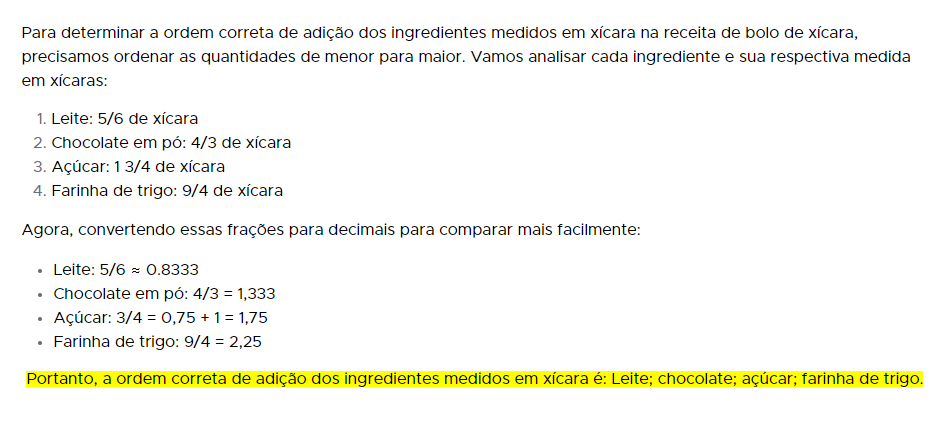 Para determinar a ordem correta de adição dos ingredientes medidos em xícara na receita de bolo de xícara,
precisamos ordenar as quantidades de menor para maior. Vamos analisar cada ingrediente e sua respectiva medida
em xícaras:
1. Leite: 5/6 de xícara
2. Chocolate em pó: 4/3 de xícara
3. Açúcar: 1 3/4 de xícara
4. Farinha de trigo: 9/4 de xícara
Agora, convertendo essas frações para decimais para comparar mais facilmente:
• Leite: 5/6 ≈ 0.8333
• Chocolate em pó: 4/3 = 1,333
• Açúcar: 3/4 = 0,75 + 1 = 1,75
• Farinha de trigo: 9/4 = 2,25
Portanto, a ordem correta de adição dos ingredientes medidos em xícara é: Leite; chocolate; açúcar; farinha de trigo.